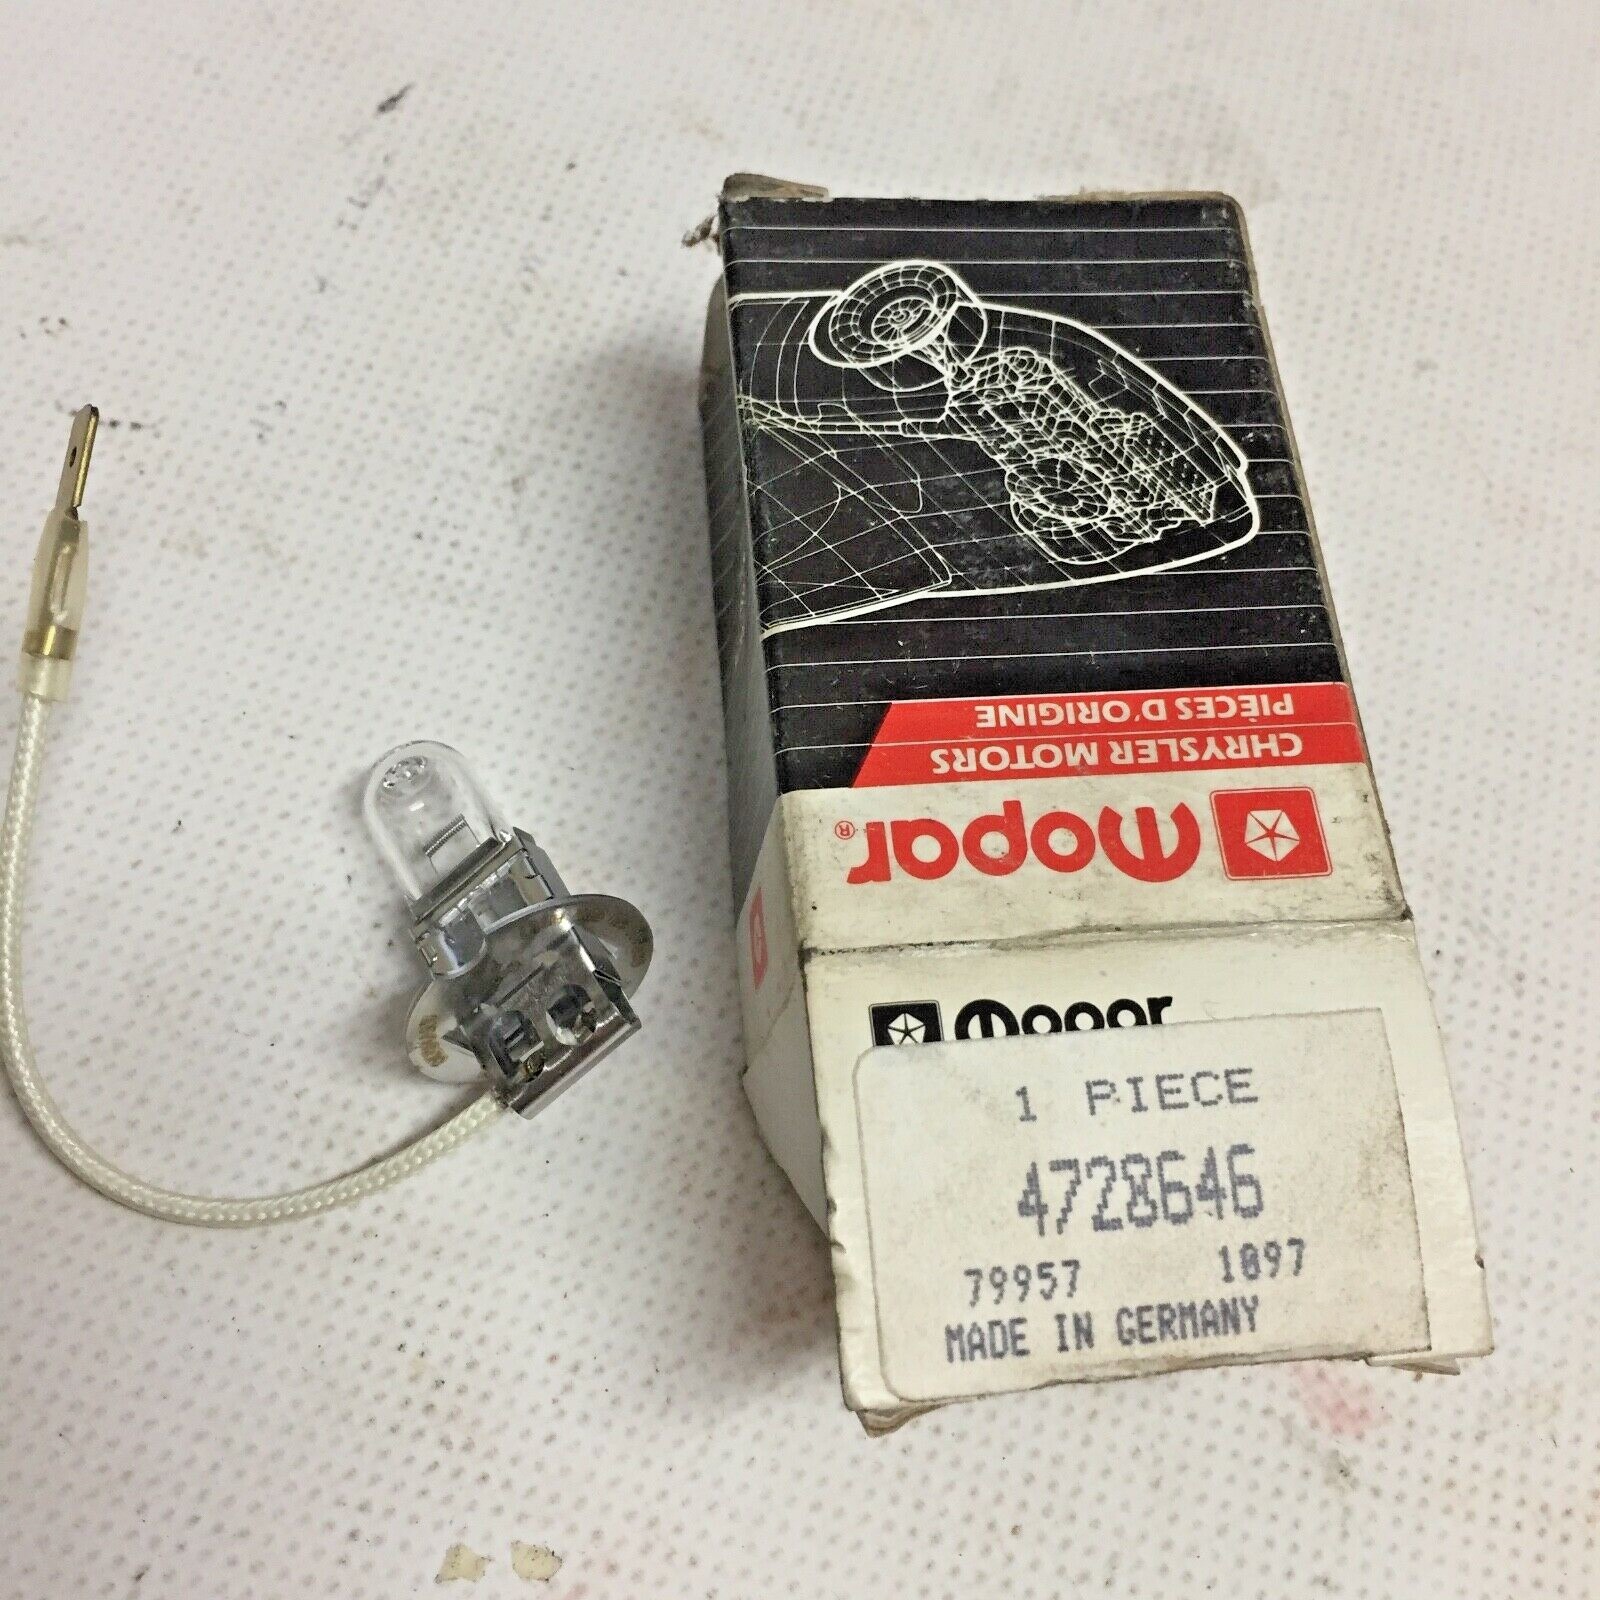 PIÈCES D'ORIGINE
CHRYSLER MOTORS
Mopar®
Mopar
1 PIECE
4728646
79957 1097
MADE IN GERMANY